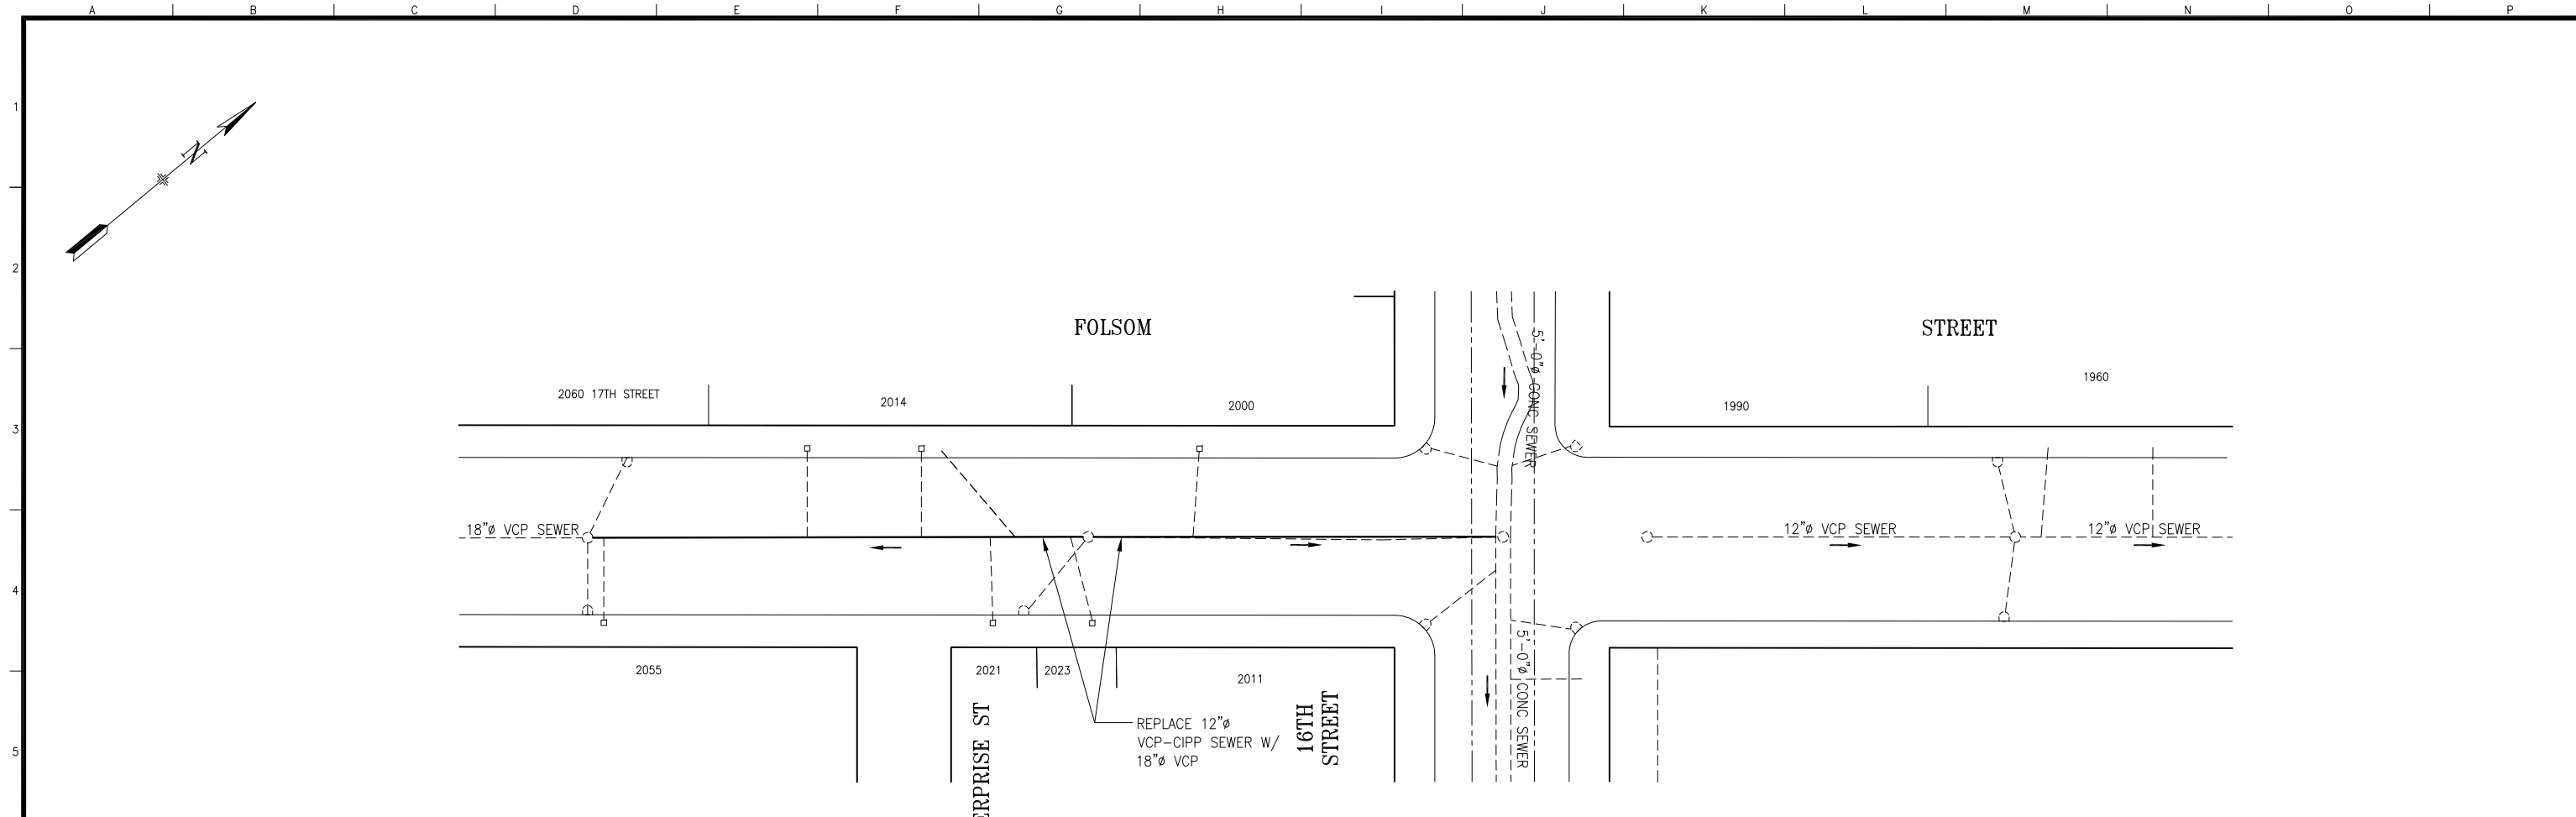 A B C D E F G H I J K L M N O P
1
N
2
FOLSOM STREET
5'-0"ø CONC SEWER
2060 17TH STREET
2014
2000
1990
1960
3
18"ø VCP SEWER
12"ø VCP SEWER
12"ø VCP SEWER
4
2055
2021
2023
2011
16TH
STREET
5'-0"ø CONC SEWER
ERPRISE ST
REPLACE 12"ø
VCP-CIPP SEWER W/
18"ø VCP
5